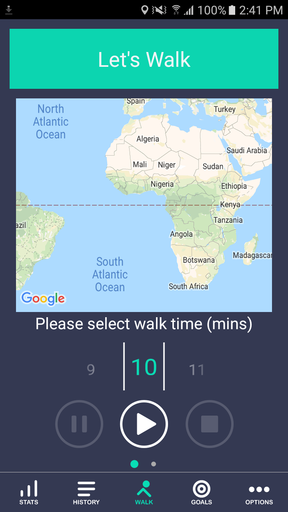 100% 2:41 PM
Let's Walk
North
Atlantic
Ocean
Spain
Turkey
Algeria
Saudi Arabia
Mali
Niger
Sudan
Nigeria
Ethiopia
Kenya
Tanzania
Angola
Botswana
Madagascar
South Africa
South
Atlantic
Ocean
Google
Please select walk time (mins)
9 10 11
STATS HISTORY WALK GOALS OPTIONS